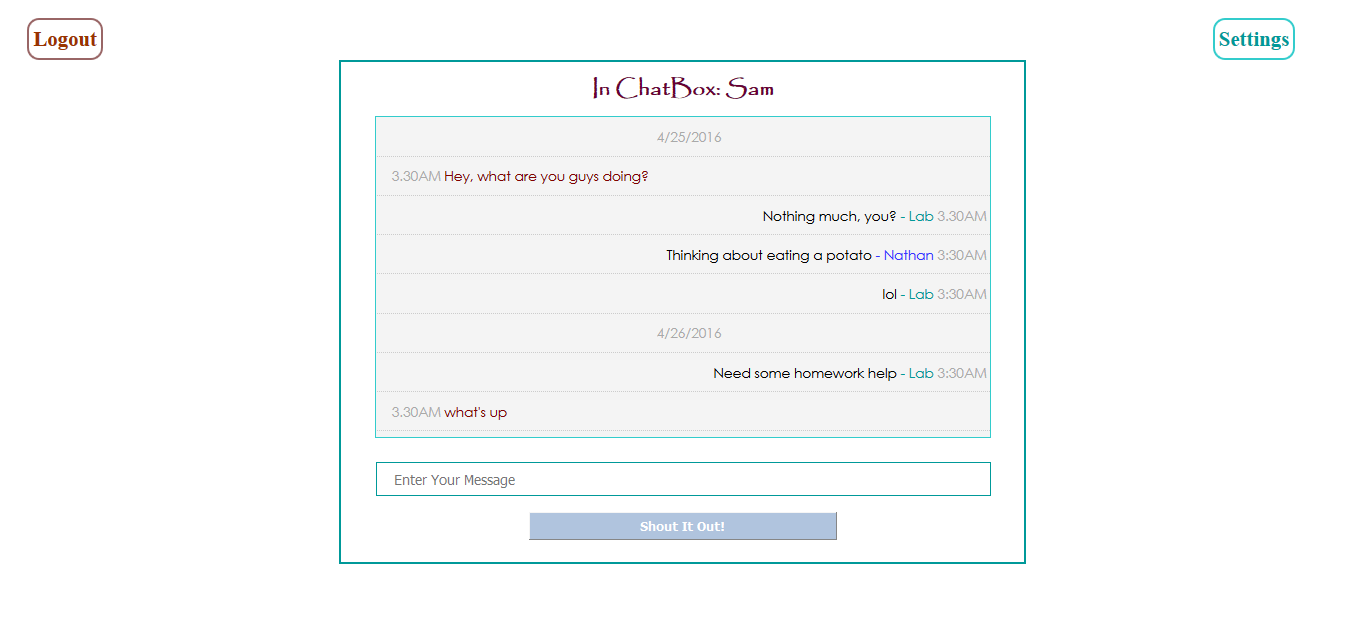 Logout
Settings
In ChatBox: Sam
4/25/2016
3.30AM Hey, what are you guys doing?
Nothing much, you? - Lab 3.30AM
Thinking about eating a potato - Nathan 3:30AM
lol - Lab 3:30AM
4/26/2016
Need some homework help - Lab 3:30AM
3.30AM what's up
Enter Your Message
Shout It Out!